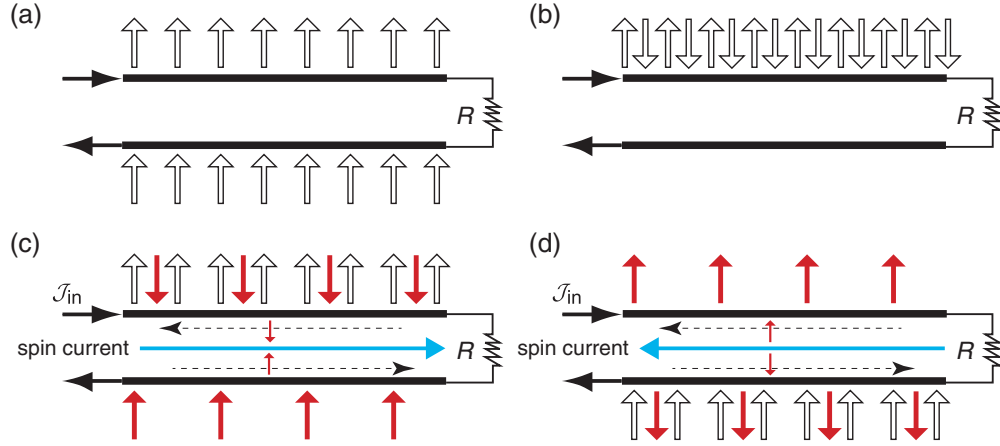 (a)
R
(b)
R
(c)
𝒥in
spin current
R
(d)
𝒥in
spin current
R